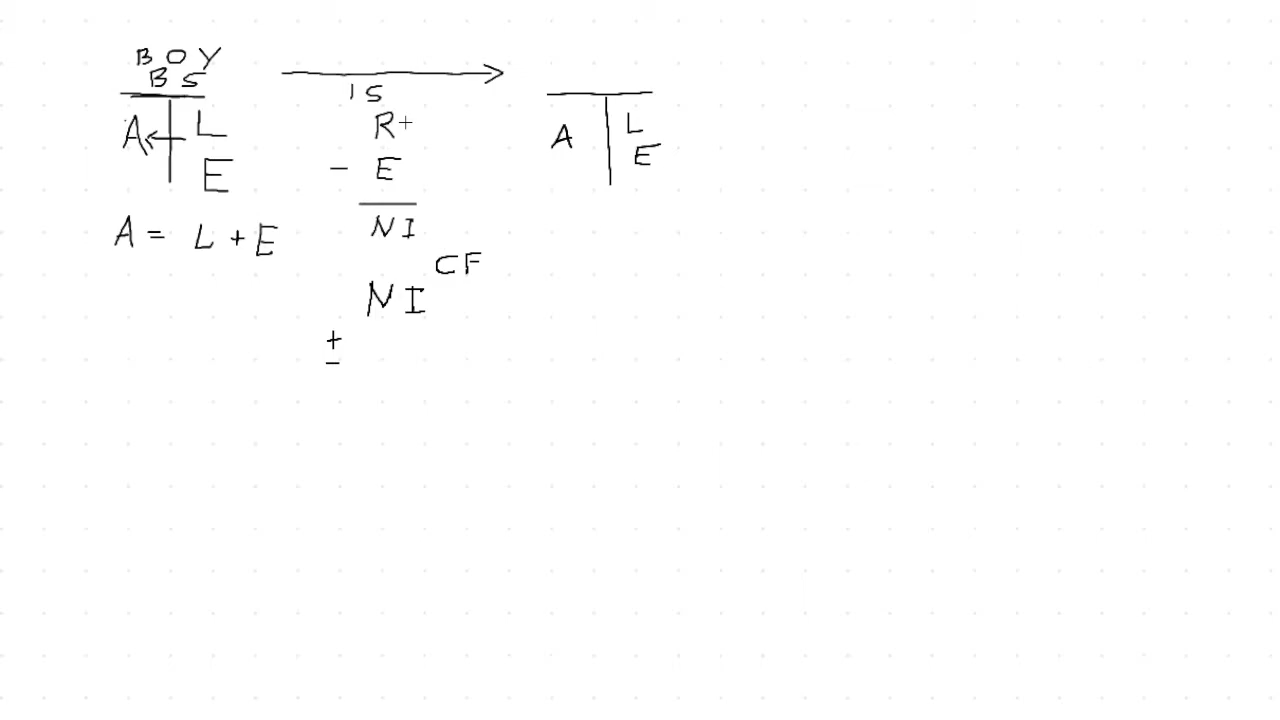 BOY
BS
A L
E
A = L + E
IS
R+
- E
NI
CF
NI
+
-
A L
E